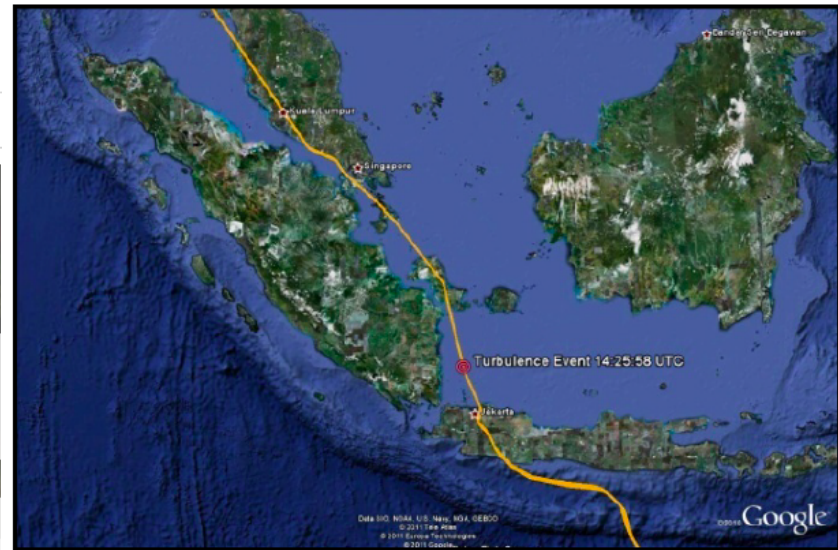 Bandar Seri Begawan
Kuala Lumpur
Singapore
Turbulence Event 14:25:58 UTC
Jakarta
Data SIO, NOAA, U.S. Navy, NGA, GEBCO
© 2011 Tele Atlas
© 2011 Europa Technologies
© 2011 Google
©2010 Google